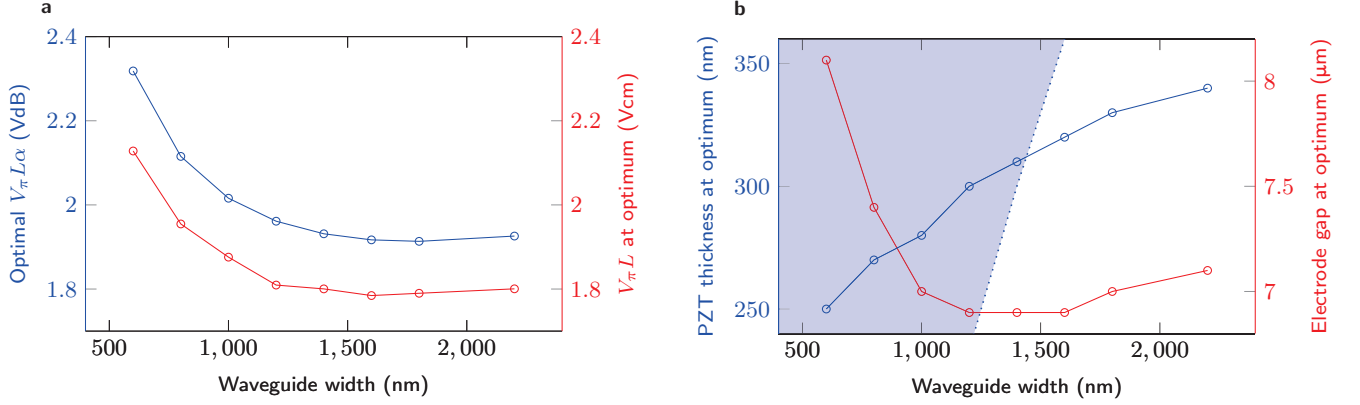 a
2.4
2.2
2
1.8
Optimal VπLα (VdB)
2.4
2.2
2
1.8
VπL at optimum (Vcm)
500
1,000
1,500
2,000
Waveguide width (nm)
b
350
300
250
PZT thickness at optimum (nm)
8
7.5
7
Electrode gap at optimum (μm)
500
1,000
1,500
2,000
Waveguide width (nm)